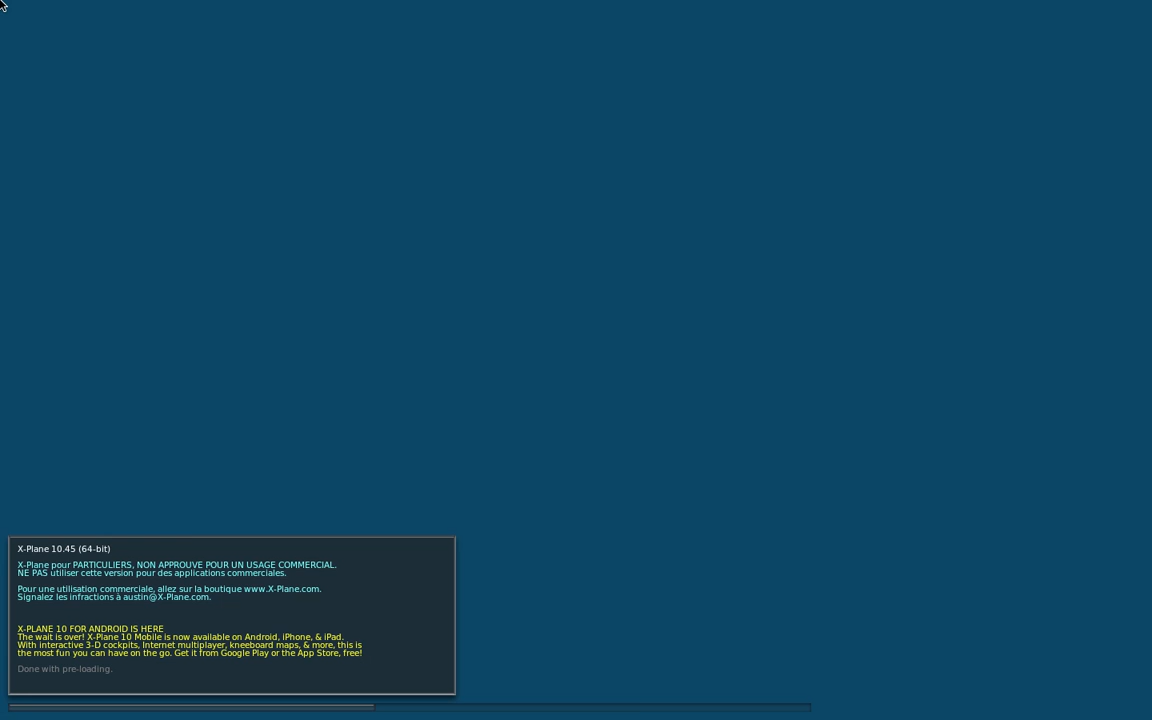 X-Plane 10.45 (64-bit)
X-Plane pour PARTICULIERS, NON APPROUVE POUR UN USAGE COMMERCIAL.
NE PAS utiliser cette version pour des applications commerciales.
Pour une utilisation commerciale, allez sur la boutique www.X-Plane.com.
Signalez les infractions à austin@X-Plane.com.
X-PLANE 10 FOR ANDROID IS HERE
The wait is over! X-Plane 10 Mobile is now available on Android, iPhone, & iPad.
With interactive 3-D cockpits, Internet multiplayer, kneeboard maps, & more, this is
the most fun you can have on the go. Get it from Google Play or the App Store, free!
Done with pre-loading.